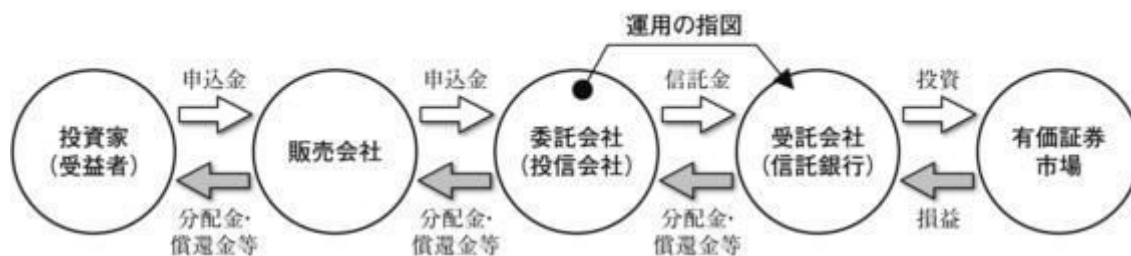 運用の指図
申込金
申込金
信託金
投資
投資家
(受益者)
販売会社
委託会社
(投信会社)
受託会社
(信託銀行)
有価証券
市場
分配金・
償還金等
分配金・
償還金等
分配金・
償還金等
損益